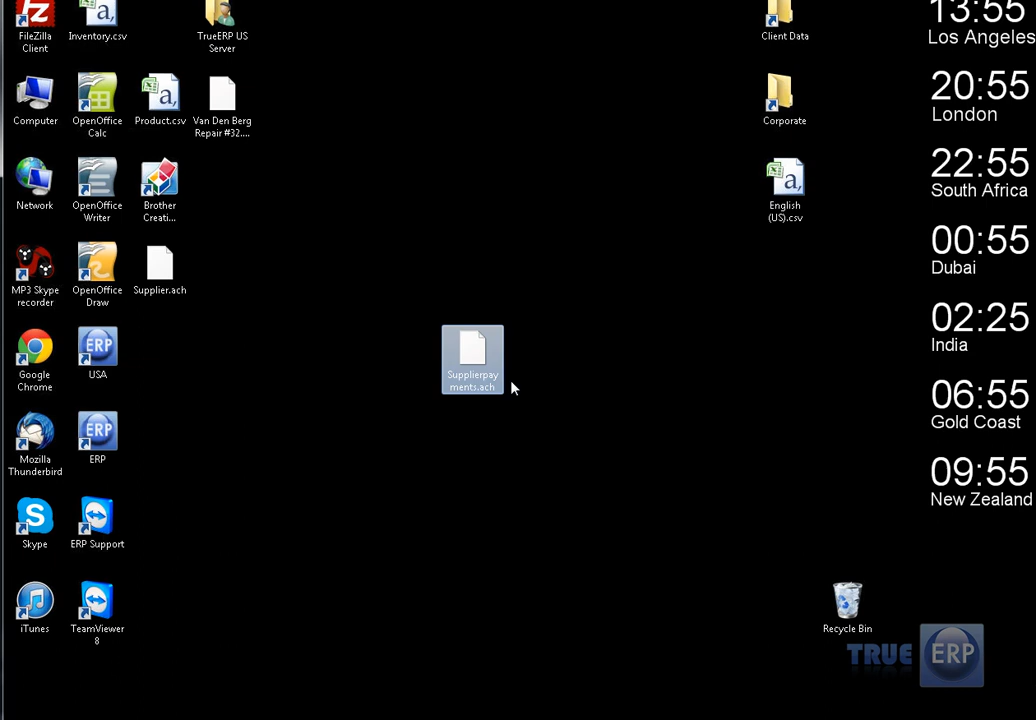 FileZilla
Client
Inventory.csv
TrueERP US
Server
Client Data
13:55
Los Angeles
Computer
OpenOffice
Calc
Product.csv
Van Den Berg
Repair #32....
Corporate
20:55
London
Network
OpenOffice
Writer
Brother
Creati...
English
(US).csv
22:55
South Africa
MP3 Skype
recorder
OpenOffice
Draw
Supplier.ach
00:55
Dubai
Google
Chrome
ERP
USA
Supplierpay
ments.ach
02:25
India
Mozilla
Thunderbird
ERP
ERP
06:55
Gold Coast
Skype
ERP Support
09:55
New Zealand
iTunes
TeamViewer
8
Recycle Bin
TRUE ERP